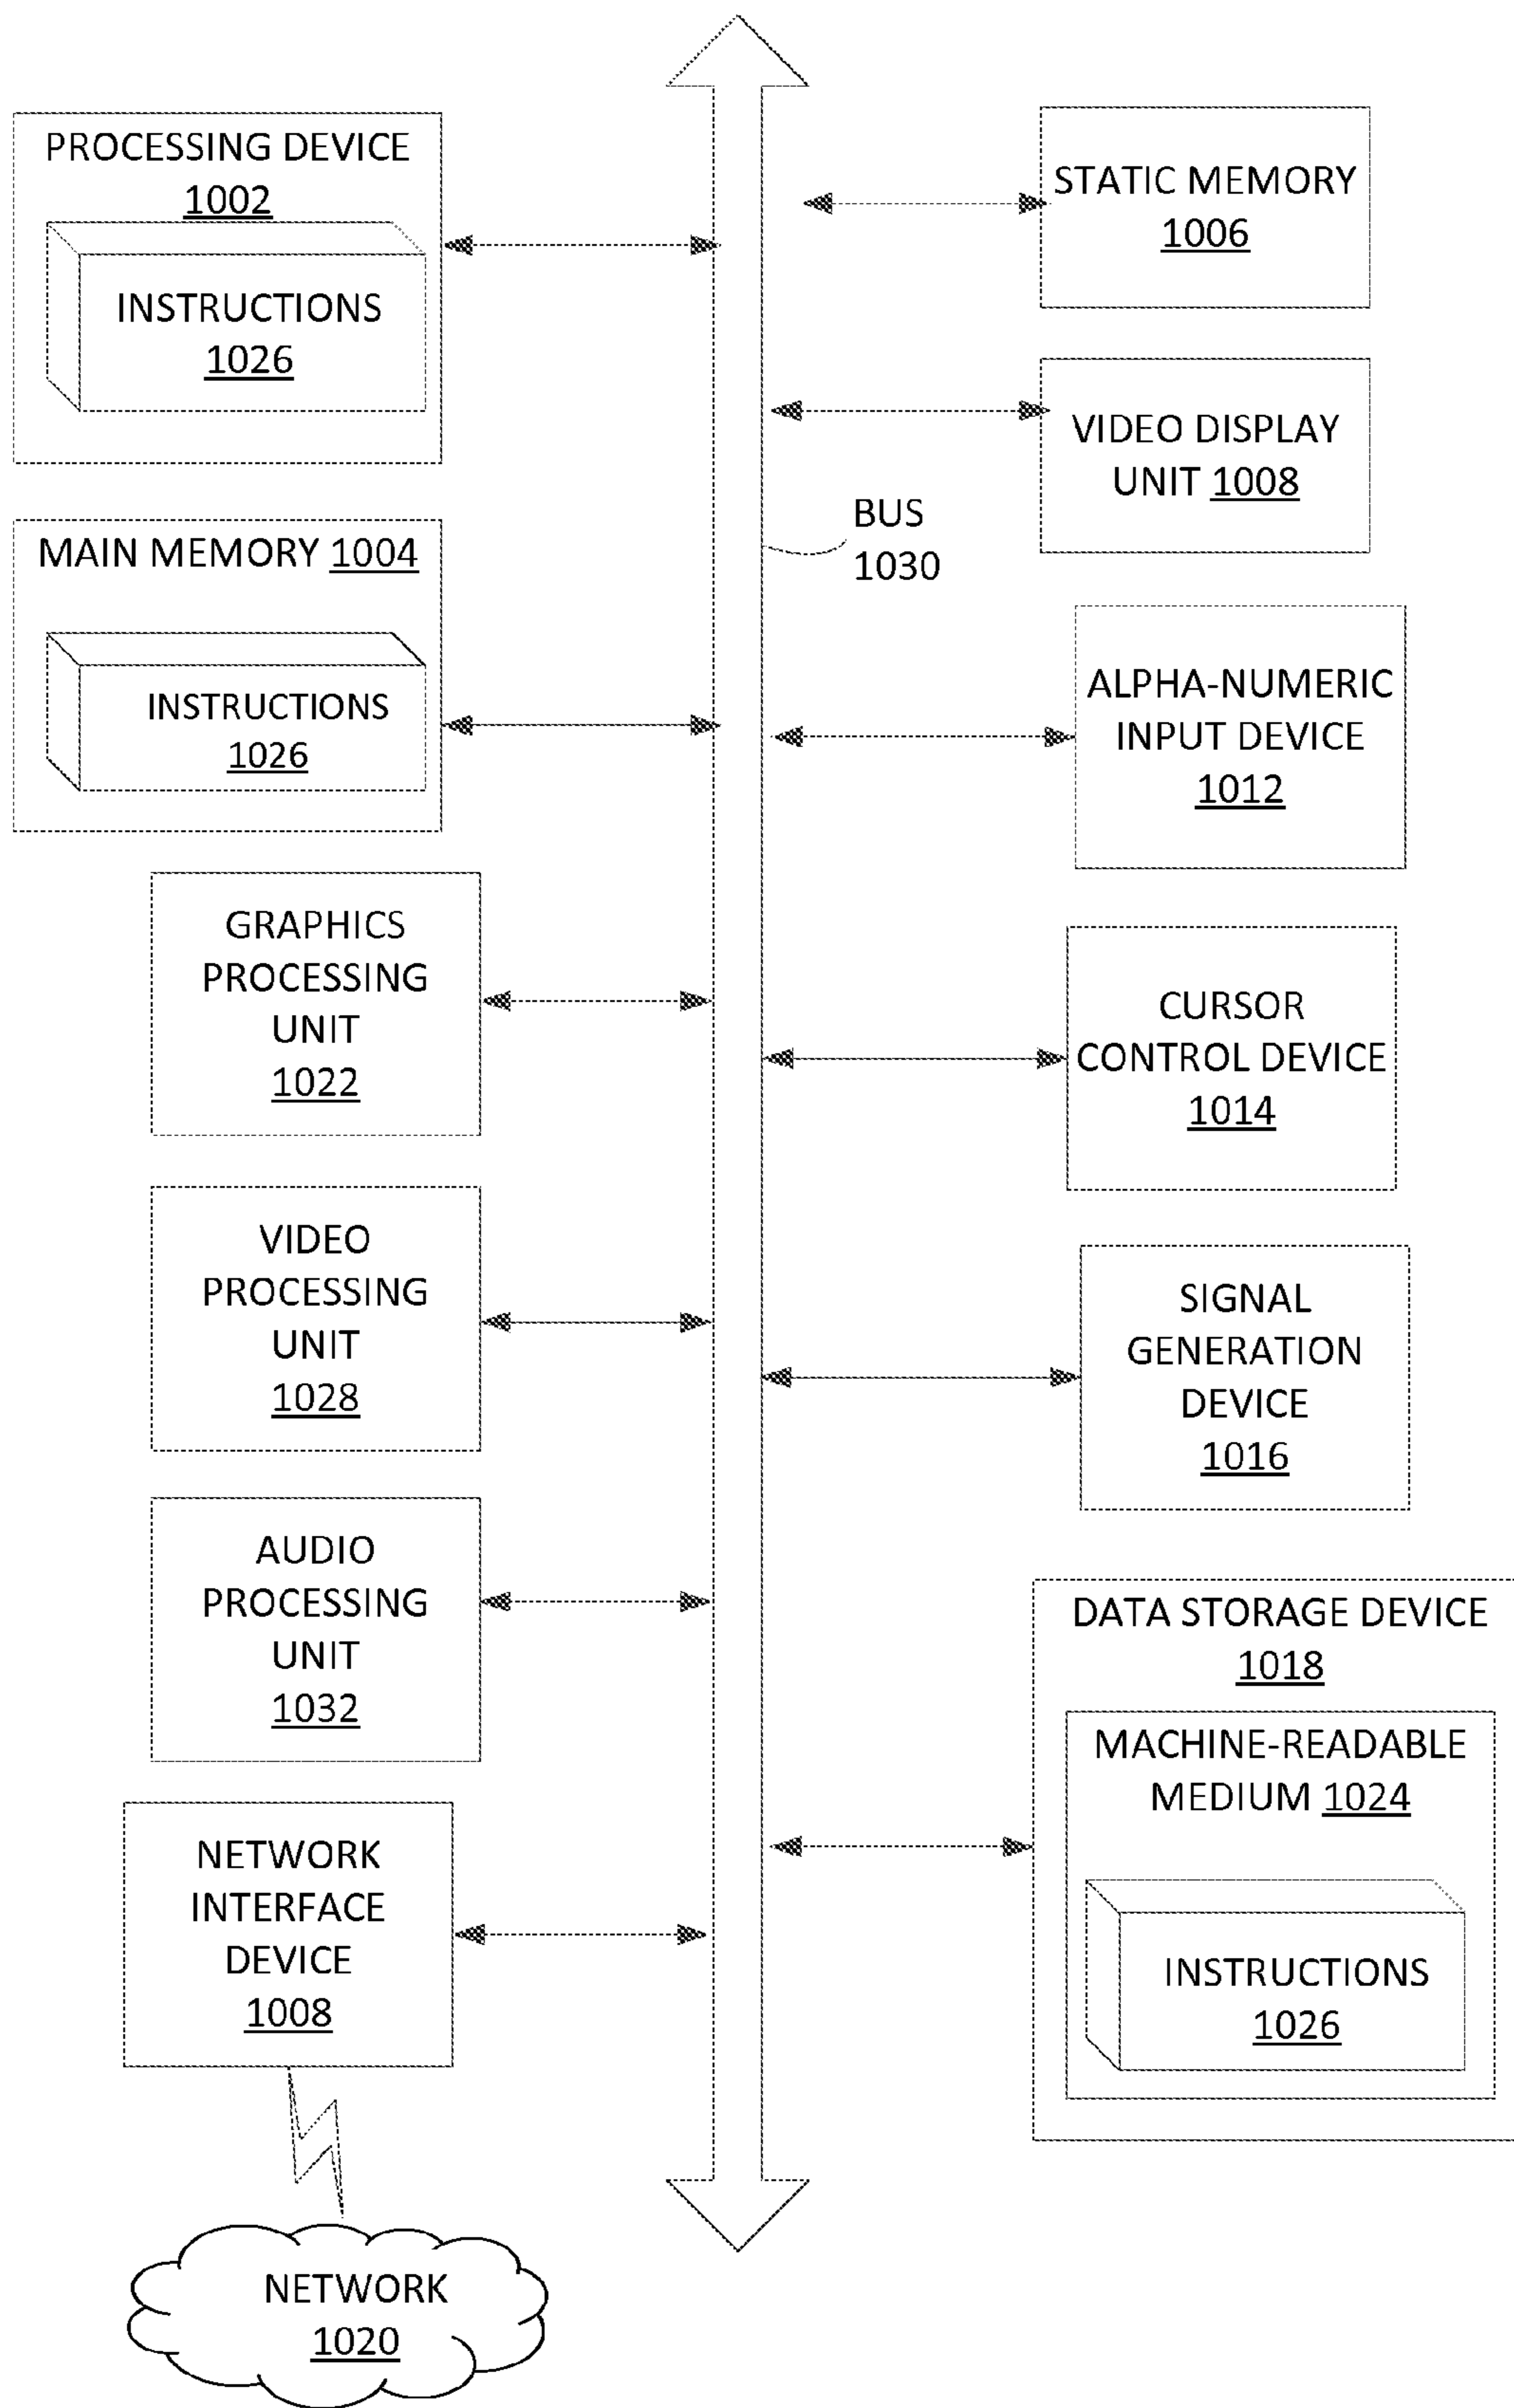 PROCESSING DEVICE
1002
INSTRUCTIONS
1026
MAIN MEMORY 1004
INSTRUCTIONS
1026
GRAPHICS
PROCESSING
UNIT
1022
VIDEO
PROCESSING
UNIT
1028
AUDIO
PROCESSING
UNIT
1032
NETWORK
INTERFACE
DEVICE
1008
NETWORK
1020
BUS
1030
STATIC MEMORY
1006
VIDEO DISPLAY
UNIT 1008
ALPHA-NUMERIC
INPUT DEVICE
1012
CURSOR
CONTROL DEVICE
1014
SIGNAL
GENERATION
DEVICE
1016
DATA STORAGE DEVICE
1018
MACHINE-READABLE
MEDIUM 1024
INSTRUCTIONS
1026